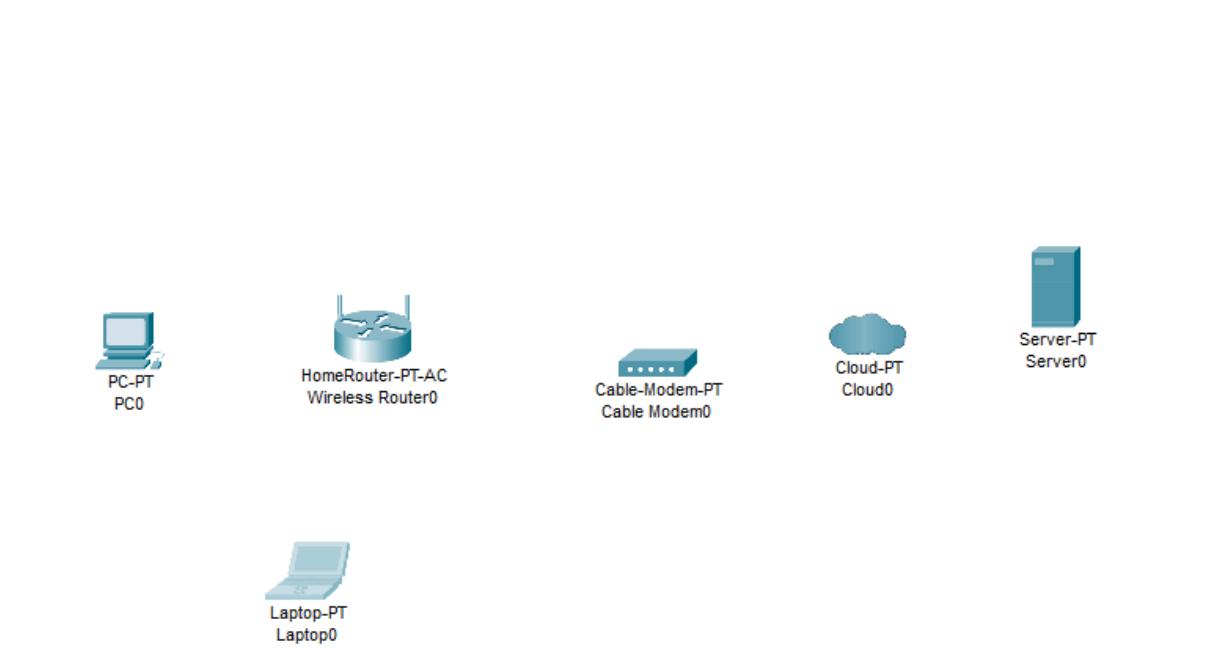 PC-PT
PC0
HomeRouter-PT-AC
Wireless Router0
Cable-Modem-PT
Cable Modem0
Cloud-PT
Cloud0
Server-PT
Server0
Laptop-PT
Laptop0